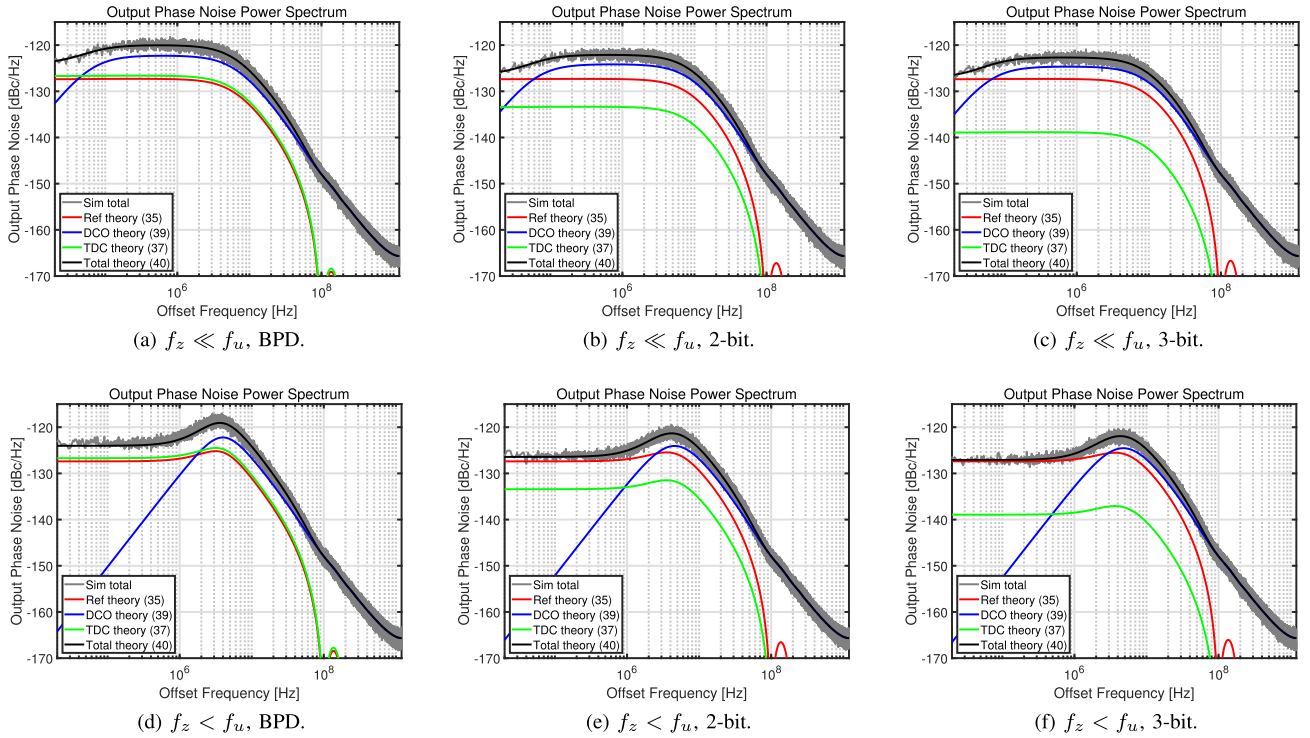 Output Phase Noise Power Spectrum
Output Phase Noise [dBc/Hz]
-120
-130
-140
-150
-160
-170
Sim total
Ref theory (35)
DCO theory (39)
TDC theory (37)
Total theory (40)
10^6
10^8
Offset Frequency [Hz]
(a) f_z ≪ f_u, BPD.
Output Phase Noise Power Spectrum
Output Phase Noise [dBc/Hz]
-120
-130
-140
-150
-160
-170
Sim total
Ref theory (35)
DCO theory (39)
TDC theory (37)
Total theory (40)
10^6
10^8
Offset Frequency [Hz]
(b) f_z ≪ f_u, 2-bit.
Output Phase Noise Power Spectrum
Output Phase Noise [dBc/Hz]
-120
-130
-140
-150
-160
-170
Sim total
Ref theory (35)
DCO theory (39)
TDC theory (37)
Total theory (40)
10^6
10^8
Offset Frequency [Hz]
(c) f_z ≪ f_u, 3-bit.
Output Phase Noise Power Spectrum
Output Phase Noise [dBc/Hz]
-120
-130
-140
-150
-160
-170
Sim total
Ref theory (35)
DCO theory (39)
TDC theory (37)
Total theory (40)
10^6
10^8
Offset Frequency [Hz]
(d) f_z < f_u, BPD.
Output Phase Noise Power Spectrum
Output Phase Noise [dBc/Hz]
-120
-130
-140
-150
-160
-170
Sim total
Ref theory (35)
DCO theory (39)
TDC theory (37)
Total theory (40)
10^6
10^8
Offset Frequency [Hz]
(e) f_z < f_u, 2-bit.
Output Phase Noise Power Spectrum
Output Phase Noise [dBc/Hz]
-120
-130
-140
-150
-160
-170
Sim total
Ref theory (35)
DCO theory (39)
TDC theory (37)
Total theory (40)
10^6
10^8
Offset Frequency [Hz]
(f) f_z < f_u, 3-bit.